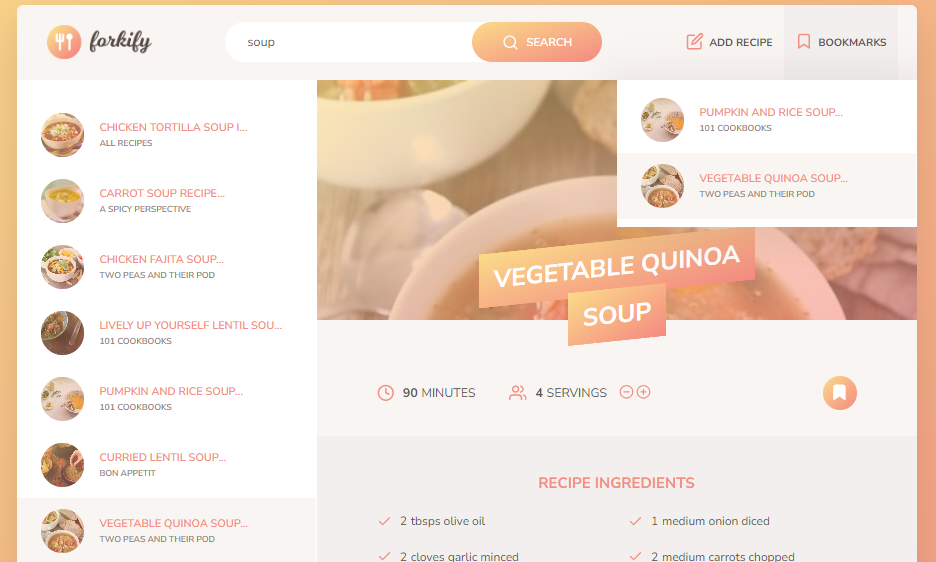 forkify
soup
SEARCH
ADD RECIPE
BOOKMARKS
CHICKEN TORTILLA SOUP I...
ALL RECIPES
CARROT SOUP RECIPE...
A SPICY PERSPECTIVE
CHICKEN FAJITA SOUP...
TWO PEAS AND THEIR POD
LIVELY UP YOURSELF LENTIL SOU...
101 COOKBOOKS
PUMPKIN AND RICE SOUP...
101 COOKBOOKS
CURRIED LENTIL SOUP...
BON APPETIT
VEGETABLE QUINOA SOUP...
TWO PEAS AND THEIR POD
PUMPKIN AND RICE SOUP...
101 COOKBOOKS
VEGETABLE QUINOA SOUP...
TWO PEAS AND THEIR POD
VEGETABLE QUINOA
SOUP
90 MINUTES
4 SERVINGS
RECIPE INGREDIENTS
2 tbsps olive oil
1 medium onion diced
2 cloves garlic minced
2 medium carrots chopped